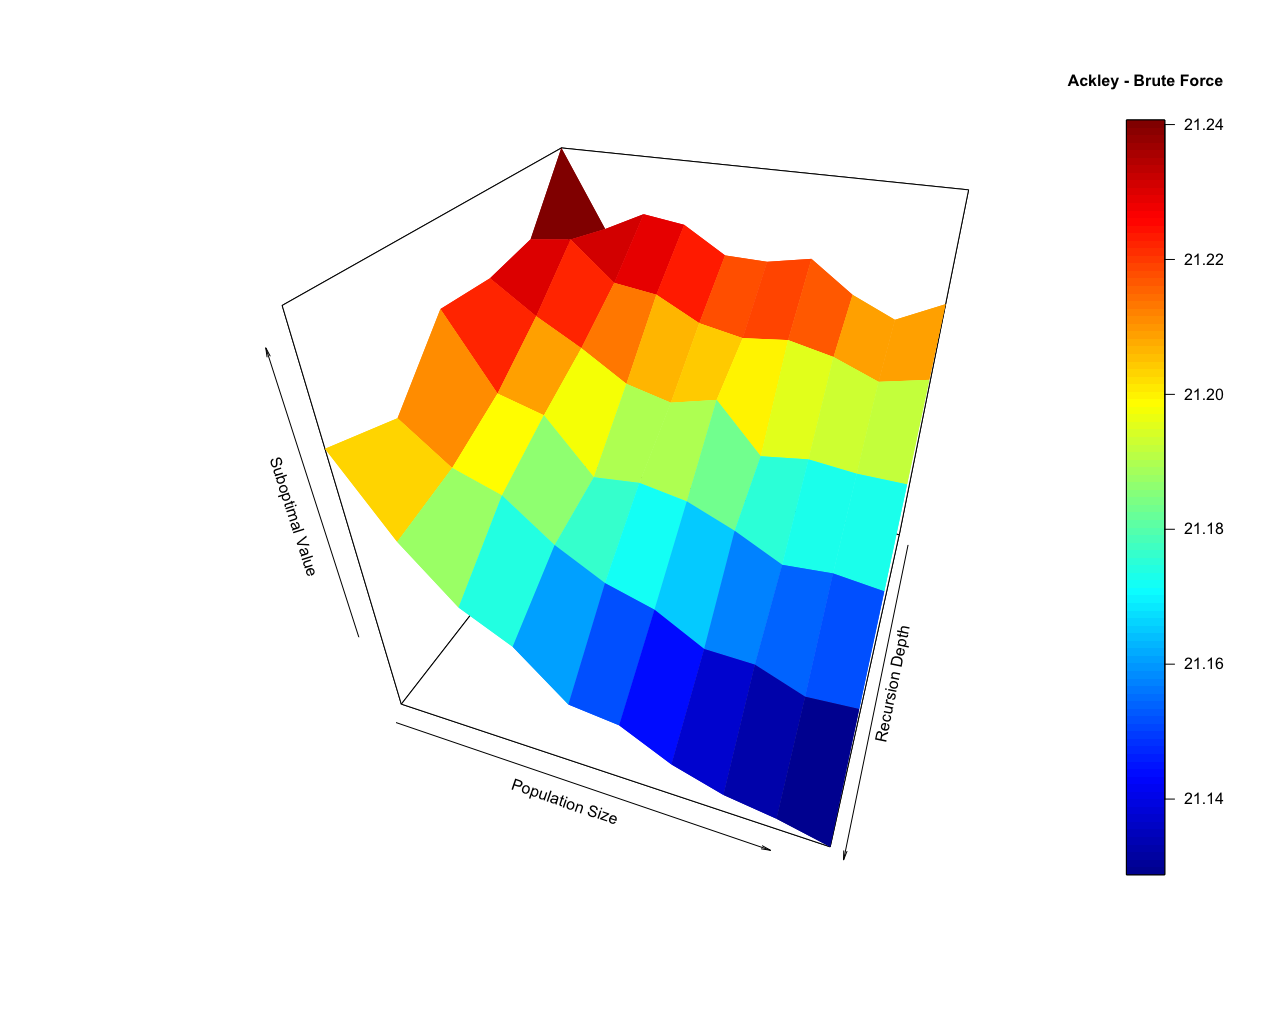 Ackley - Brute Force
21.24
21.22
21.20
21.18
21.16
21.14
Suboptimal Value
Population Size
Recursion Depth